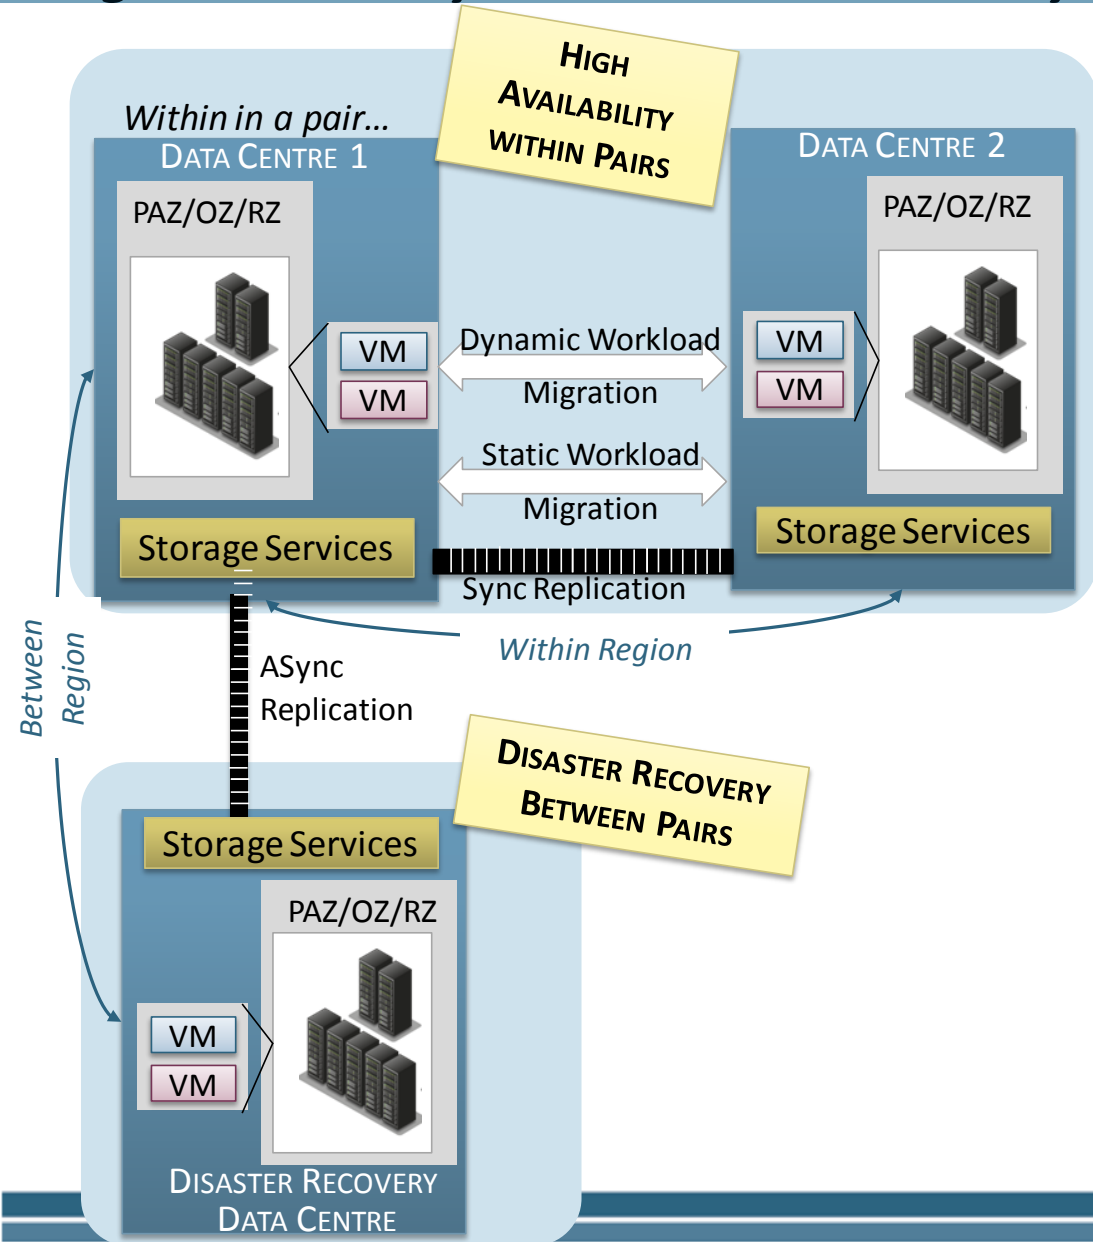 HIGH
AVAILABILITY
WITHIN PAIRS
Within in a pair...
DATA CENTRE 1
DATA CENTRE 2
PAZ/OZ/RZ
PAZ/OZ/RZ
VM
VM
Dynamic Workload
Migration
VM
VM
Static Workload
Migration
Storage Services
Storage Services
Sync Replication
Within Region
Between
Region
ASync
Replication
DISASTER RECOVERY
BETWEEN PAIRS
Storage Services
PAZ/OZ/RZ
VM
VM
DISASTER RECOVERY
DATA CENTRE